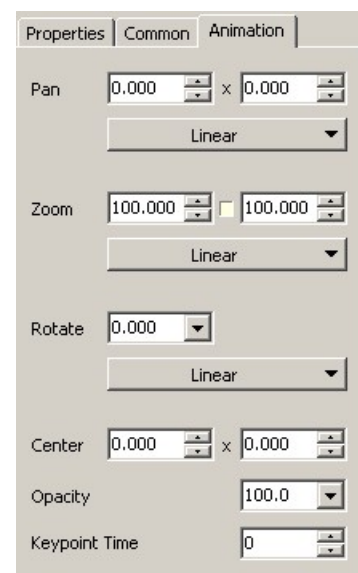 Properties Common Animation
Pan 0.000 x 0.000
Linear
Zoom 100.000 100.000
Linear
Rotate 0.000
Linear
Center 0.000 x 0.000
Opacity 100.0
Keypoint Time 0